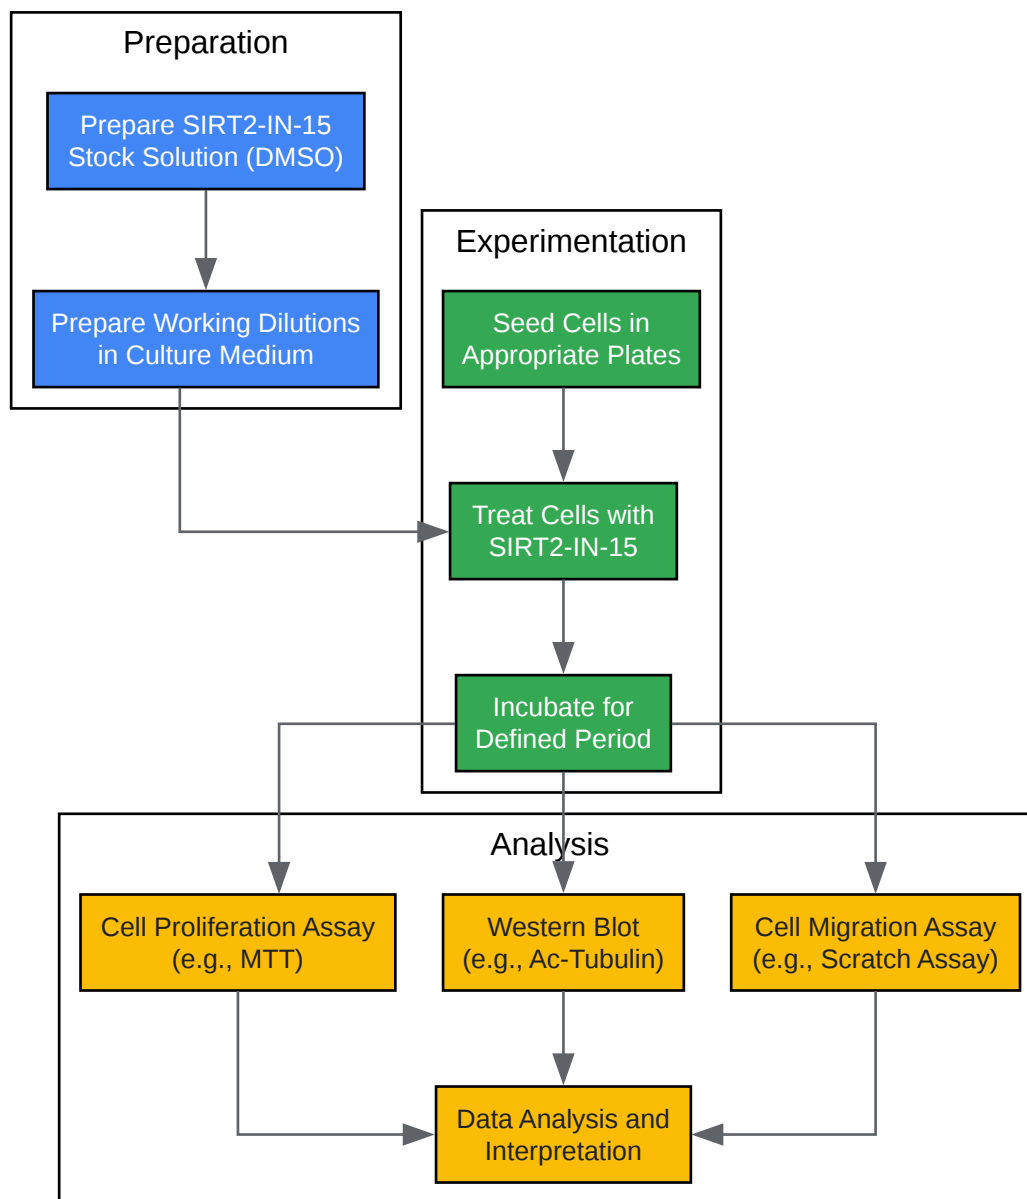 Preparation
Prepare SIRT2-IN-15
Stock Solution (DMSO)
Prepare Working Dilutions
in Culture Medium
Experimentation
Seed Cells in
Appropriate Plates
Treat Cells with
SIRT2-IN-15
Incubate for
Defined Period
Analysis
Cell Proliferation Assay
(e.g., MTT)
Western Blot
(e.g., Ac-Tubulin)
Cell Migration Assay
(e.g., Scratch Assay)
Data Analysis and
Interpretation